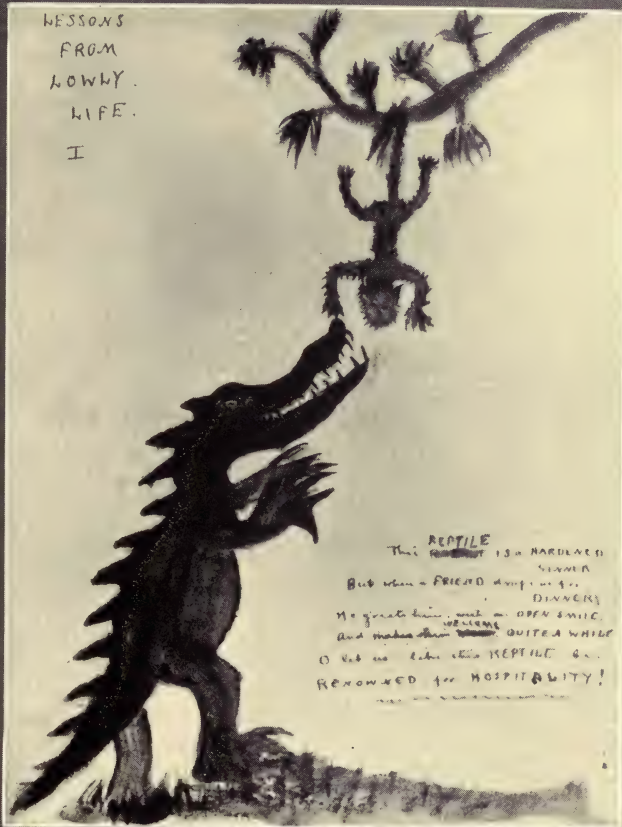 LESSONS
FROM
LOWLY.
LIFE.
I
This REPTILE IS a HARDENED
SINNER
But when a FRIEND drops in for
DINNER,
He greets him with an OPEN SMILE
And makes him WELCOME QUITE A WHILE
O let us like this REPTILE be
RENOWNED for HOSPITALITY!